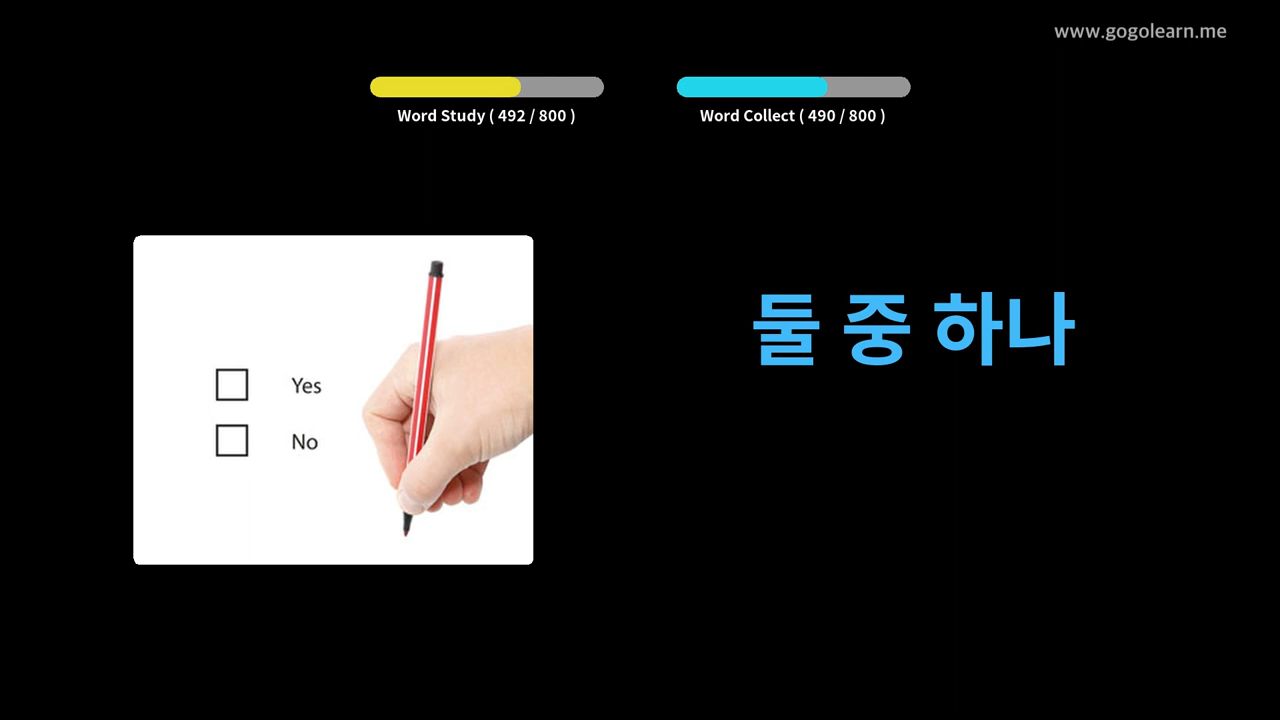 www.gogolearn.me
Word Study ( 492 / 800 )
Word Collect ( 490 / 800 )
Yes
No
둘 중 하나